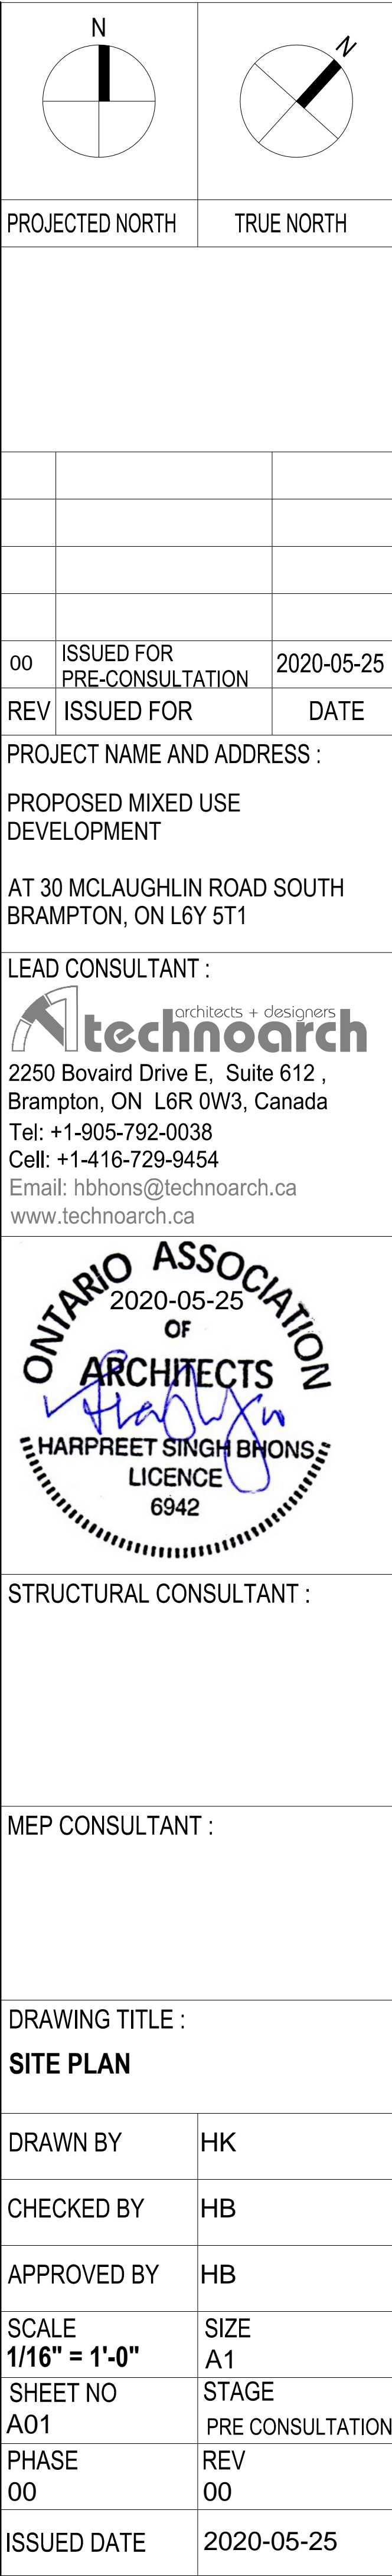 N
N
PROJECTED NORTH
TRUE NORTH
00
ISSUED FOR
PRE-CONSULTATION
2020-05-25
REV
ISSUED FOR
DATE
PROJECT NAME AND ADDRESS :
PROPOSED MIXED USE
DEVELOPMENT
AT 30 MCLAUGHLIN ROAD SOUTH
BRAMPTON, ON L6Y 5T1
LEAD CONSULTANT :
architects + designers
technoarch
2250 Bovaird Drive E, Suite 612 ,
Brampton, ON L6R 0W3, Canada
Tel: +1-905-792-0038
Cell: +1-416-729-9454
Email: hbhons@technoarch.ca
www.technoarch.ca
ONTARIO ASSOCIATION
2020-05-25
OF
ARCHITECTS
HARPREET SINGH BHONS
LICENCE
6942
STRUCTURAL CONSULTANT :
MEP CONSULTANT :
DRAWING TITLE :
SITE PLAN
DRAWN BY
HK
CHECKED BY
HB
APPROVED BY
HB
SCALE
1/16" = 1'-0"
SIZE
A1
SHEET NO
A01
STAGE
PRE CONSULTATION
PHASE
00
REV
00
ISSUED DATE
2020-05-25